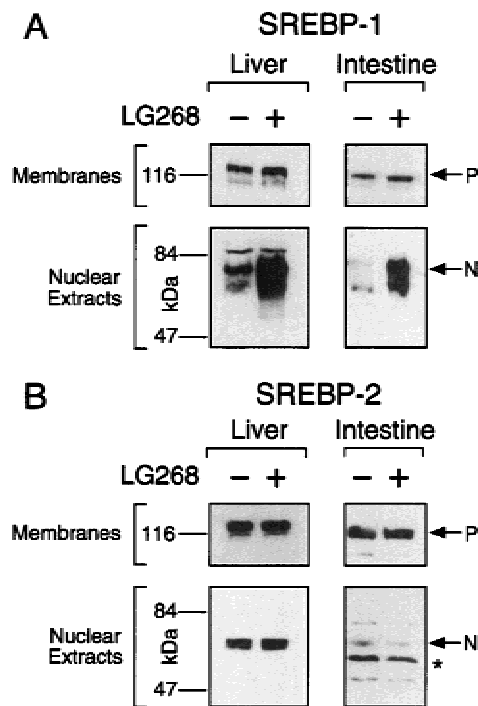 A SREBP-1
Liver Intestine
LG268 − + − +
Membranes 116 P
Nuclear Extracts kDa 84 47 N
B SREBP-2
Liver Intestine
LG268 − + − +
Membranes 116 P
Nuclear Extracts kDa 84 47 N *